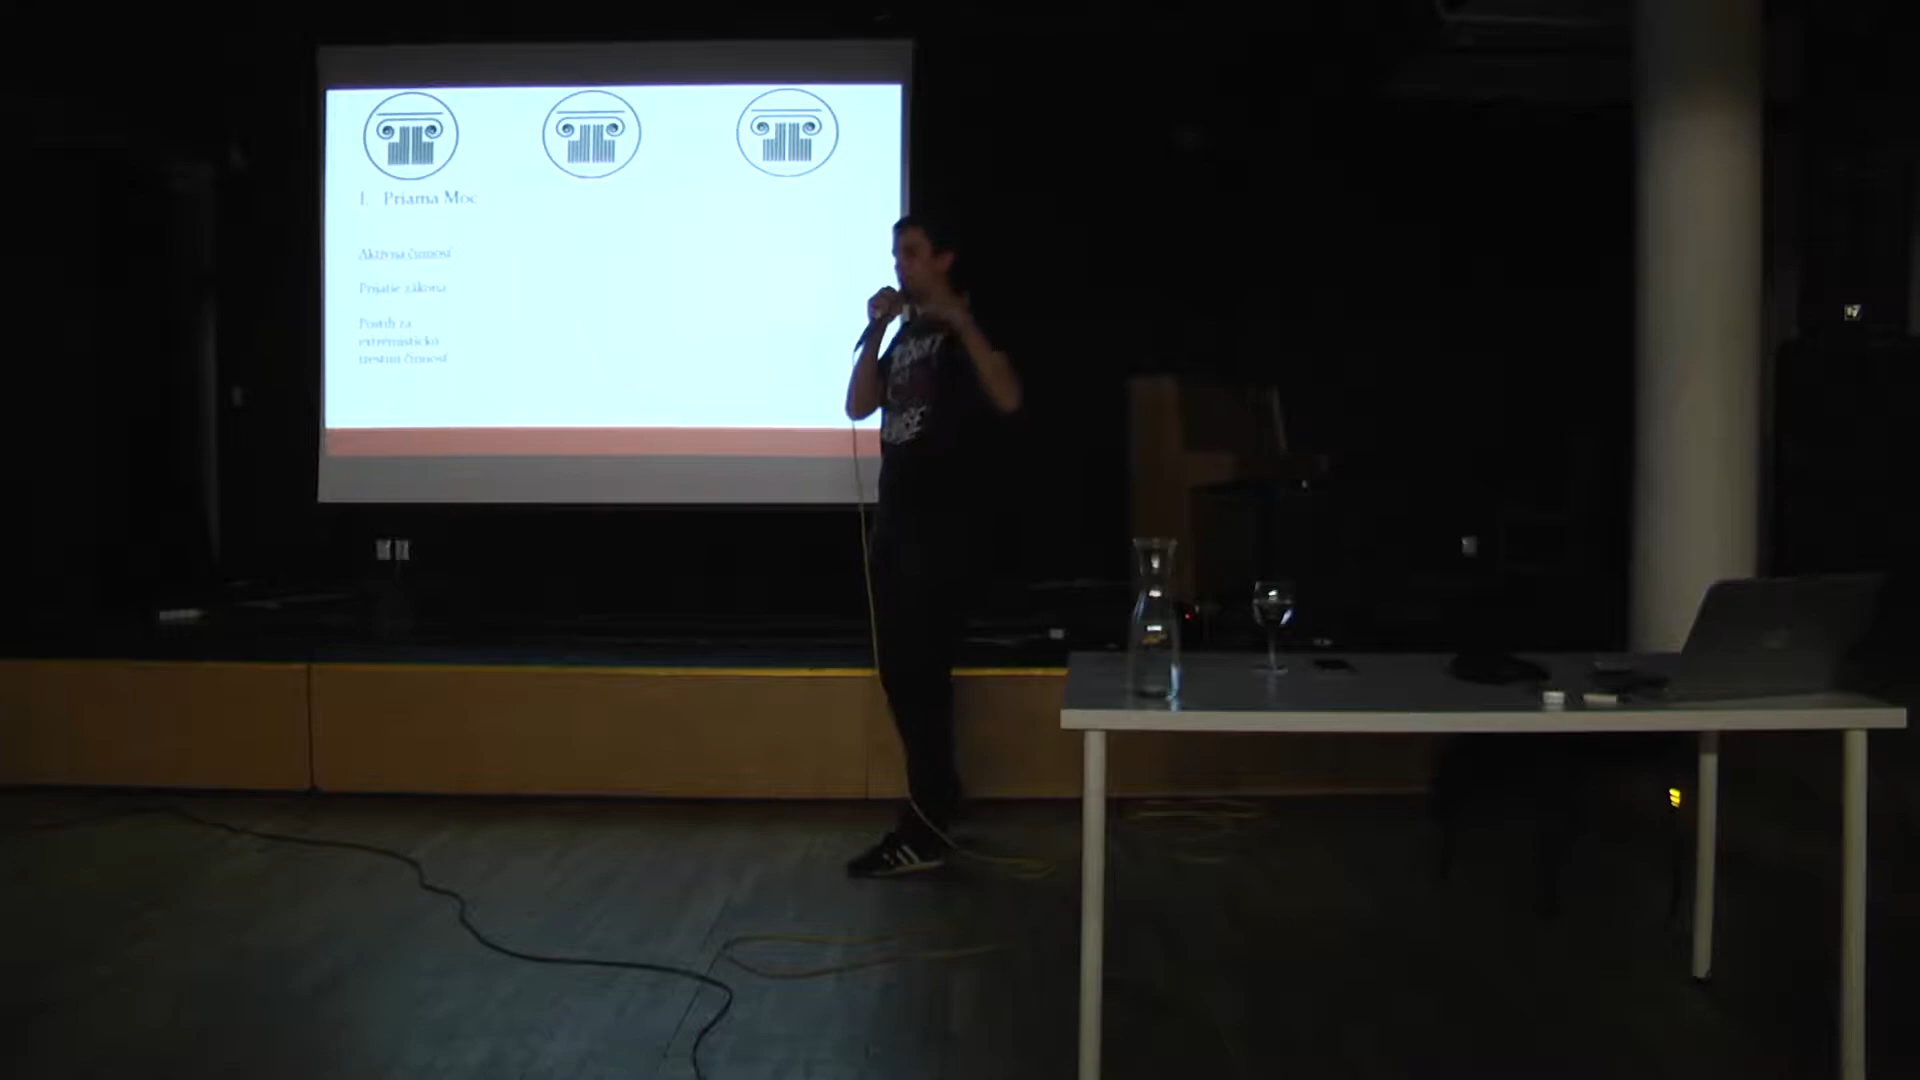 1. Priama Moc
Aktívna činnosť
Prijatie zákona
Postih za
extrémistickú
trestnú činnosť